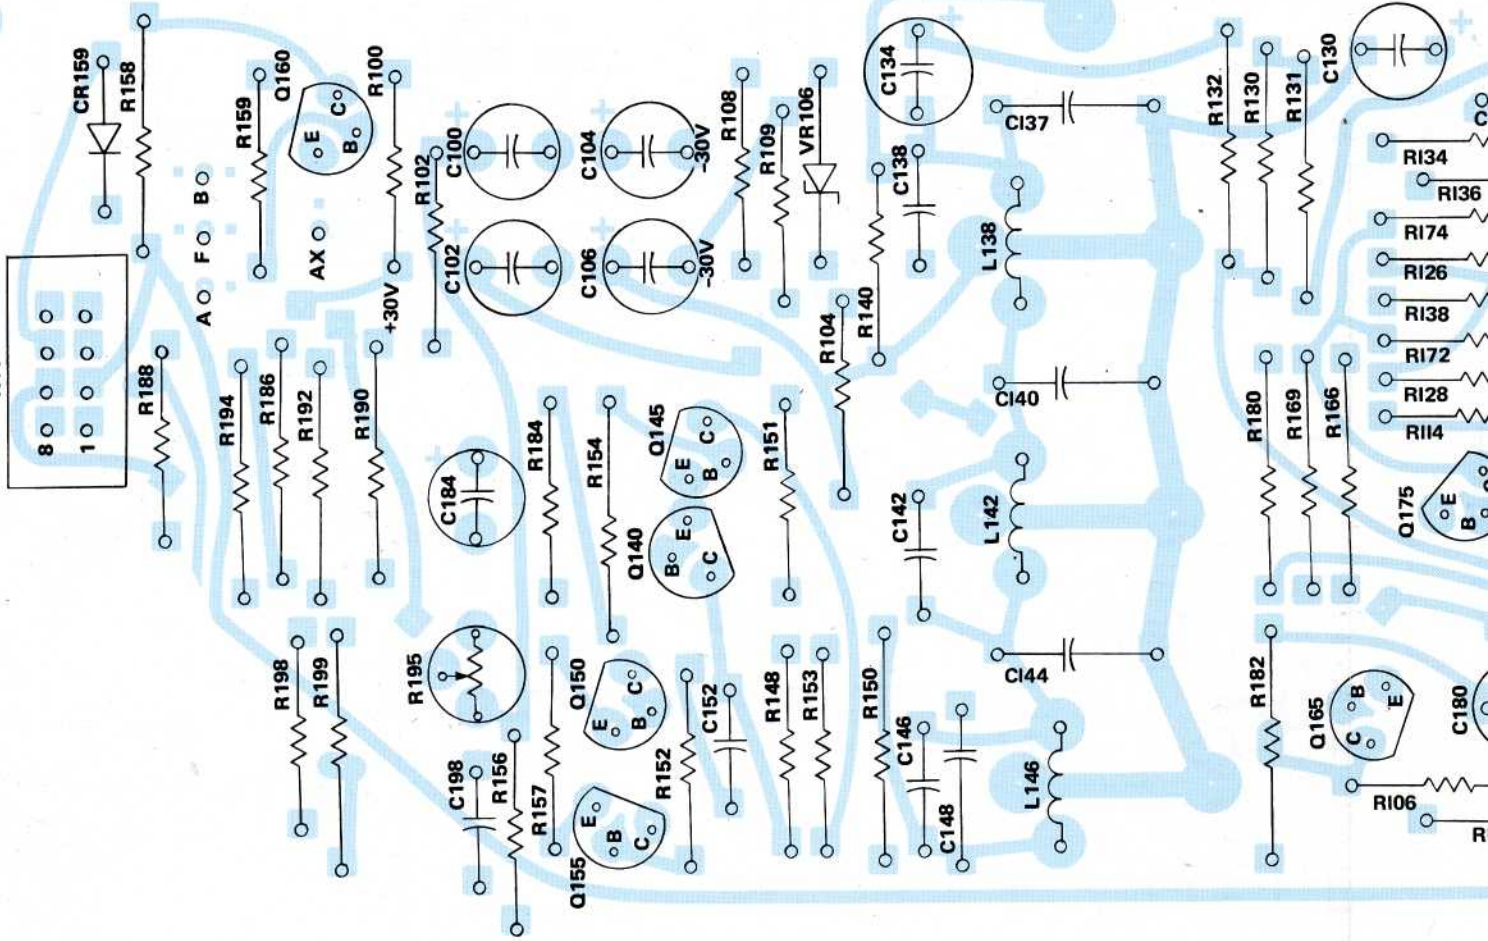 CR159
R158
R159
Q160
C
E
B
R100
R102
C100
C104
-30V
R108
R109
VR106
C134
C138
C137
R132
R130
R131
C130
R134
R136
R174
R126
R138
R172
R128
R114
A
F
B
AX
+30V
C102
C106
-30V
R104
R140
L138
C140
8
1
R188
R194
R186
R192
R190
C184
R184
R154
Q145
C
E
B
Q140
B
E
C
R151
C142
L142
R180
R169
R166
Q175
E
B
C144
R198
R199
R195
Q150
C
E
B
R152
C152
R148
R153
R150
C146
C148
L146
R182
Q165
B
E
C
C180
R106
C198
R156
R157
Q155
E
B
C